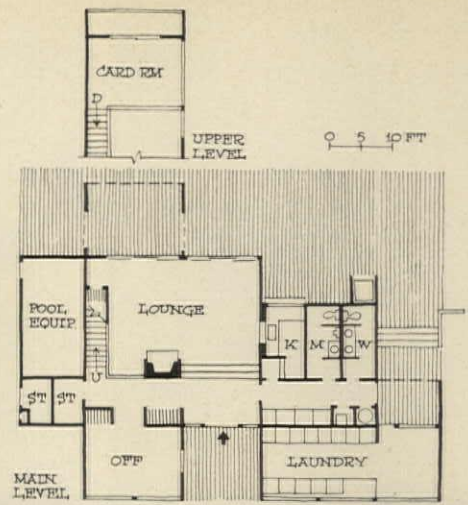 CARD RM
D
UPPER
LEVEL
0 5 10 FT
POOL
EQUIP.
LOUNGE
K
M
W
U
ST
ST
OFF
LAUNDRY
MAIN
LEVEL